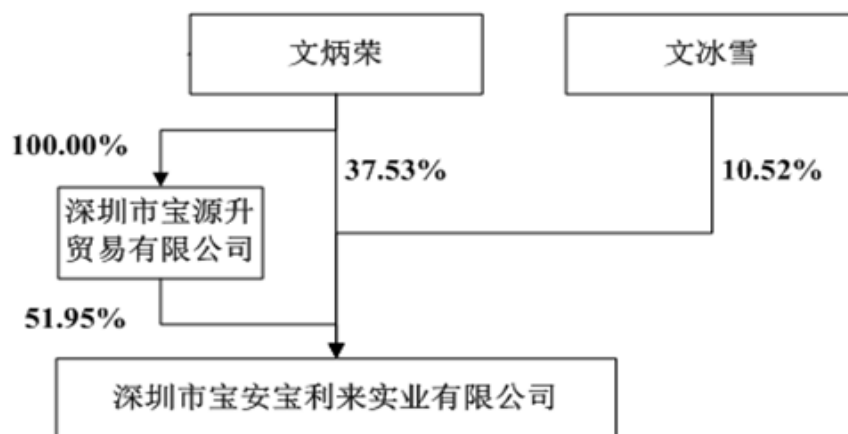 文炳荣
文冰雪
100.00%
37.53%
10.52%
深圳市宝源升
贸易有限公司
51.95%
深圳市宝安宝利来实业有限公司